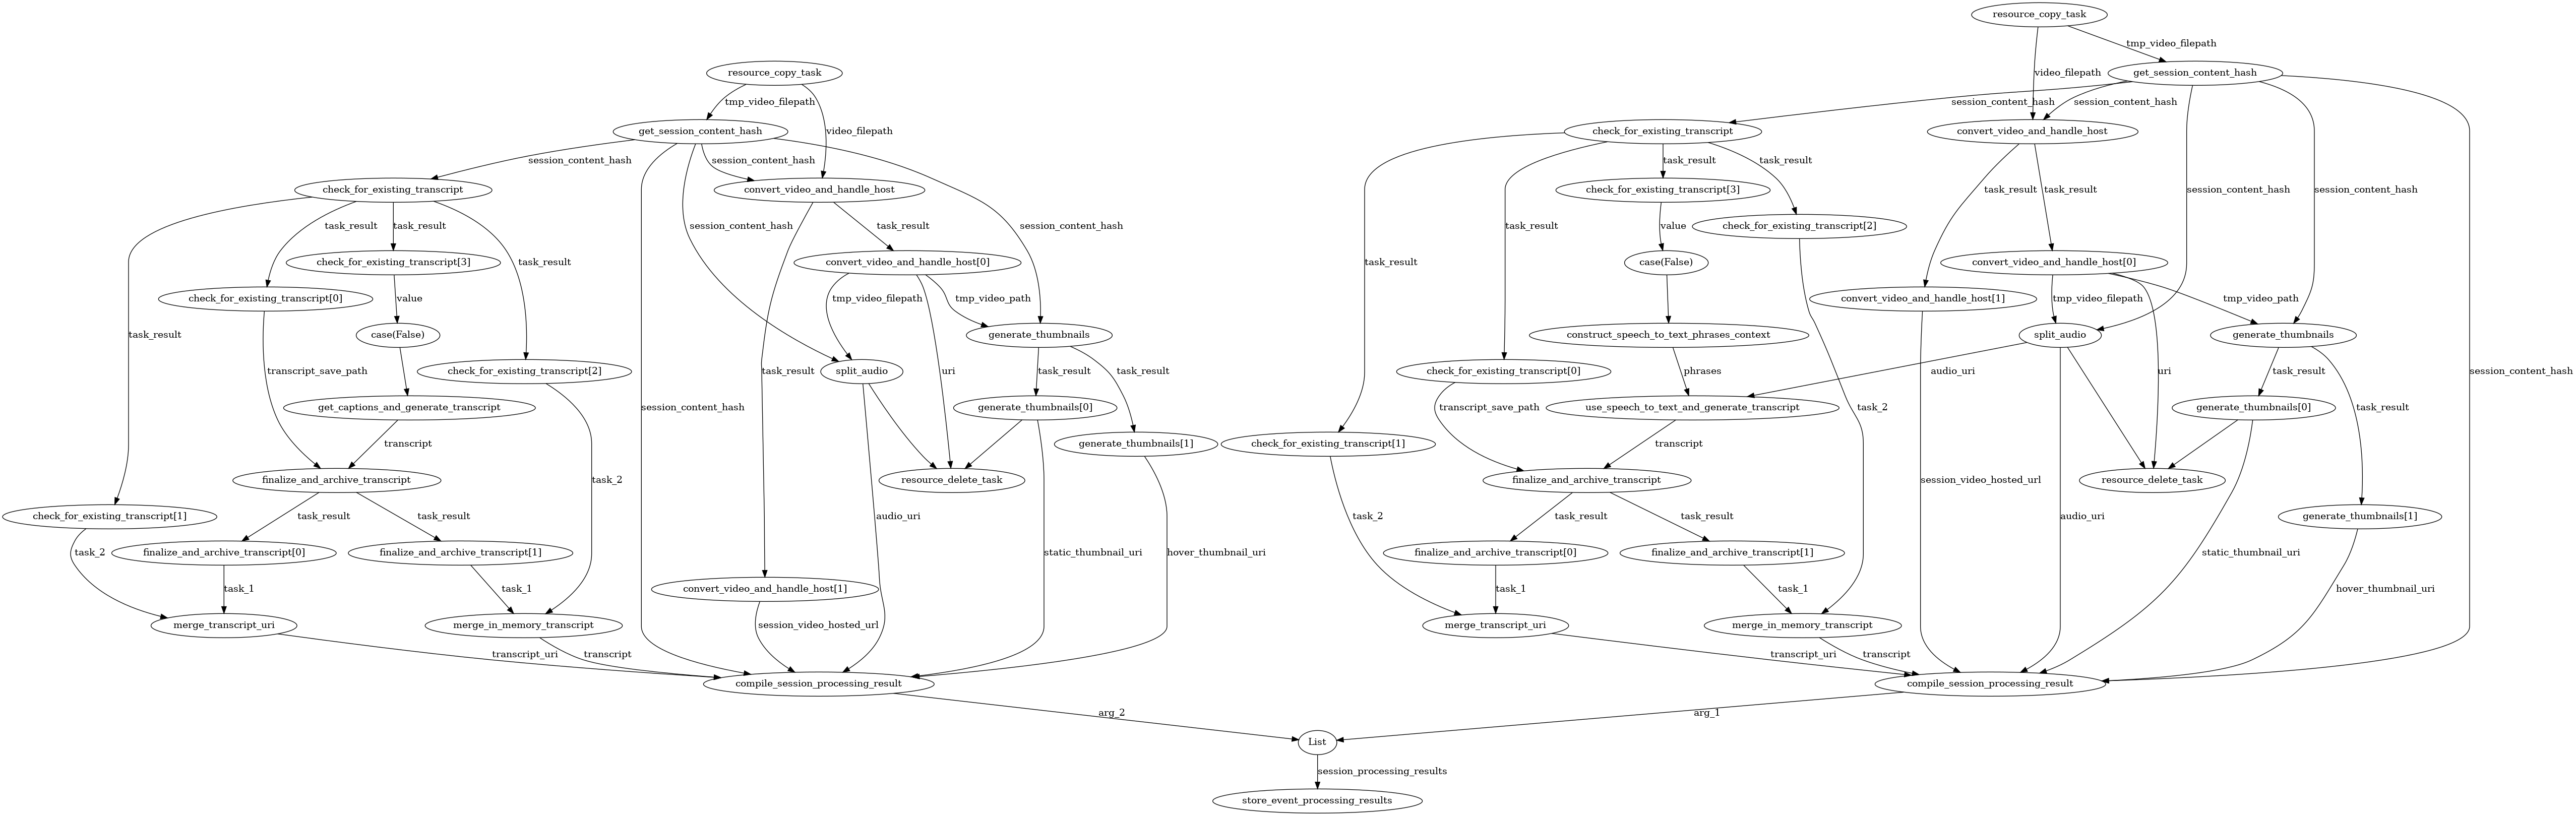 resource_copy_task
tmp_video_filepath
resource_copy_task
video_filepath
get_session_content_hash
tmp_video_filepath
session_content_hash
session_content_hash
get_session_content_hash
video_filepath
check_for_existing_transcript
convert_video_and_handle_host
session_content_hash
session_content_hash
task_result
task_result
check_for_existing_transcript
convert_video_and_handle_host
check_for_existing_transcript[3]
task_result
task_result
session_content_hash
session_content_hash
task_result
task_result
session_content_hash
session_content_hash
task_result
task_result
value
check_for_existing_transcript[2]
check_for_existing_transcript[3]
task_result
convert_video_and_handle_host[0]
task_result
case(False)
convert_video_and_handle_host[0]
check_for_existing_transcript[0]
value
tmp_video_filepath
tmp_video_path
convert_video_and_handle_host[1]
tmp_video_filepath
tmp_video_path
task_result
case(False)
generate_thumbnails
construct_speech_to_text_phrases_context
split_audio
generate_thumbnails
transcript_save_path
check_for_existing_transcript[2]
task_result
split_audio
uri
task_result
task_result
check_for_existing_transcript[0]
phrases
audio_uri
uri
task_result
session_content_hash
session_content_hash
get_captions_and_generate_transcript
generate_thumbnails[0]
transcript_save_path
use_speech_to_text_and_generate_transcript
task_2
generate_thumbnails[0]
task_result
transcript
generate_thumbnails[1]
check_for_existing_transcript[1]
transcript
finalize_and_archive_transcript
task_2
resource_delete_task
finalize_and_archive_transcript
session_video_hosted_url
resource_delete_task
check_for_existing_transcript[1]
task_result
task_result
audio_uri
task_2
task_result
task_result
audio_uri
generate_thumbnails[1]
task_2
finalize_and_archive_transcript[0]
finalize_and_archive_transcript[1]
static_thumbnail_uri
hover_thumbnail_uri
finalize_and_archive_transcript[0]
finalize_and_archive_transcript[1]
static_thumbnail_uri
task_1
task_1
convert_video_and_handle_host[1]
task_1
task_1
hover_thumbnail_uri
merge_transcript_uri
merge_in_memory_transcript
session_video_hosted_url
merge_transcript_uri
merge_in_memory_transcript
transcript_uri
transcript
transcript_uri
transcript
compile_session_processing_result
compile_session_processing_result
arg_2
arg_1
List
session_processing_results
store_event_processing_results